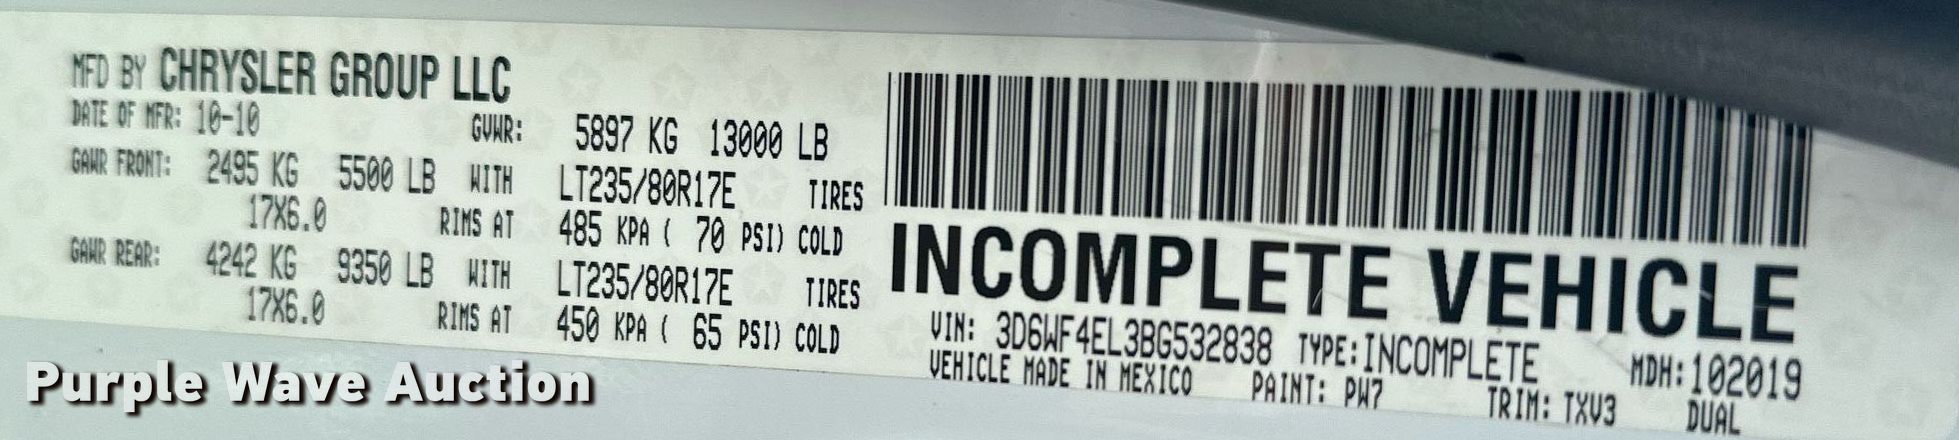 MFD BY CHRYSLER GROUP LLC
DATE OF MFR: 10-10 GVWR: 5897 KG 13000 LB
GAWR FRONT: 2495 KG 5500 LB WITH LT235/80R17E TIRES
17X6.0 RIMS AT 485 KPA ( 70 PSI) COLD
GAWR REAR: 4242 KG 9350 LB WITH LT235/80R17E TIRES
17X6.0 RIMS AT 450 KPA ( 65 PSI) COLD
INCOMPLETE VEHICLE
VIN: 3D6WF4EL3BG532838 TYPE: INCOMPLETE MDH: 102019
VEHICLE MADE IN MEXICO PAINT: PW7 TRIM: TXV3 DUAL
Purple Wave Auction